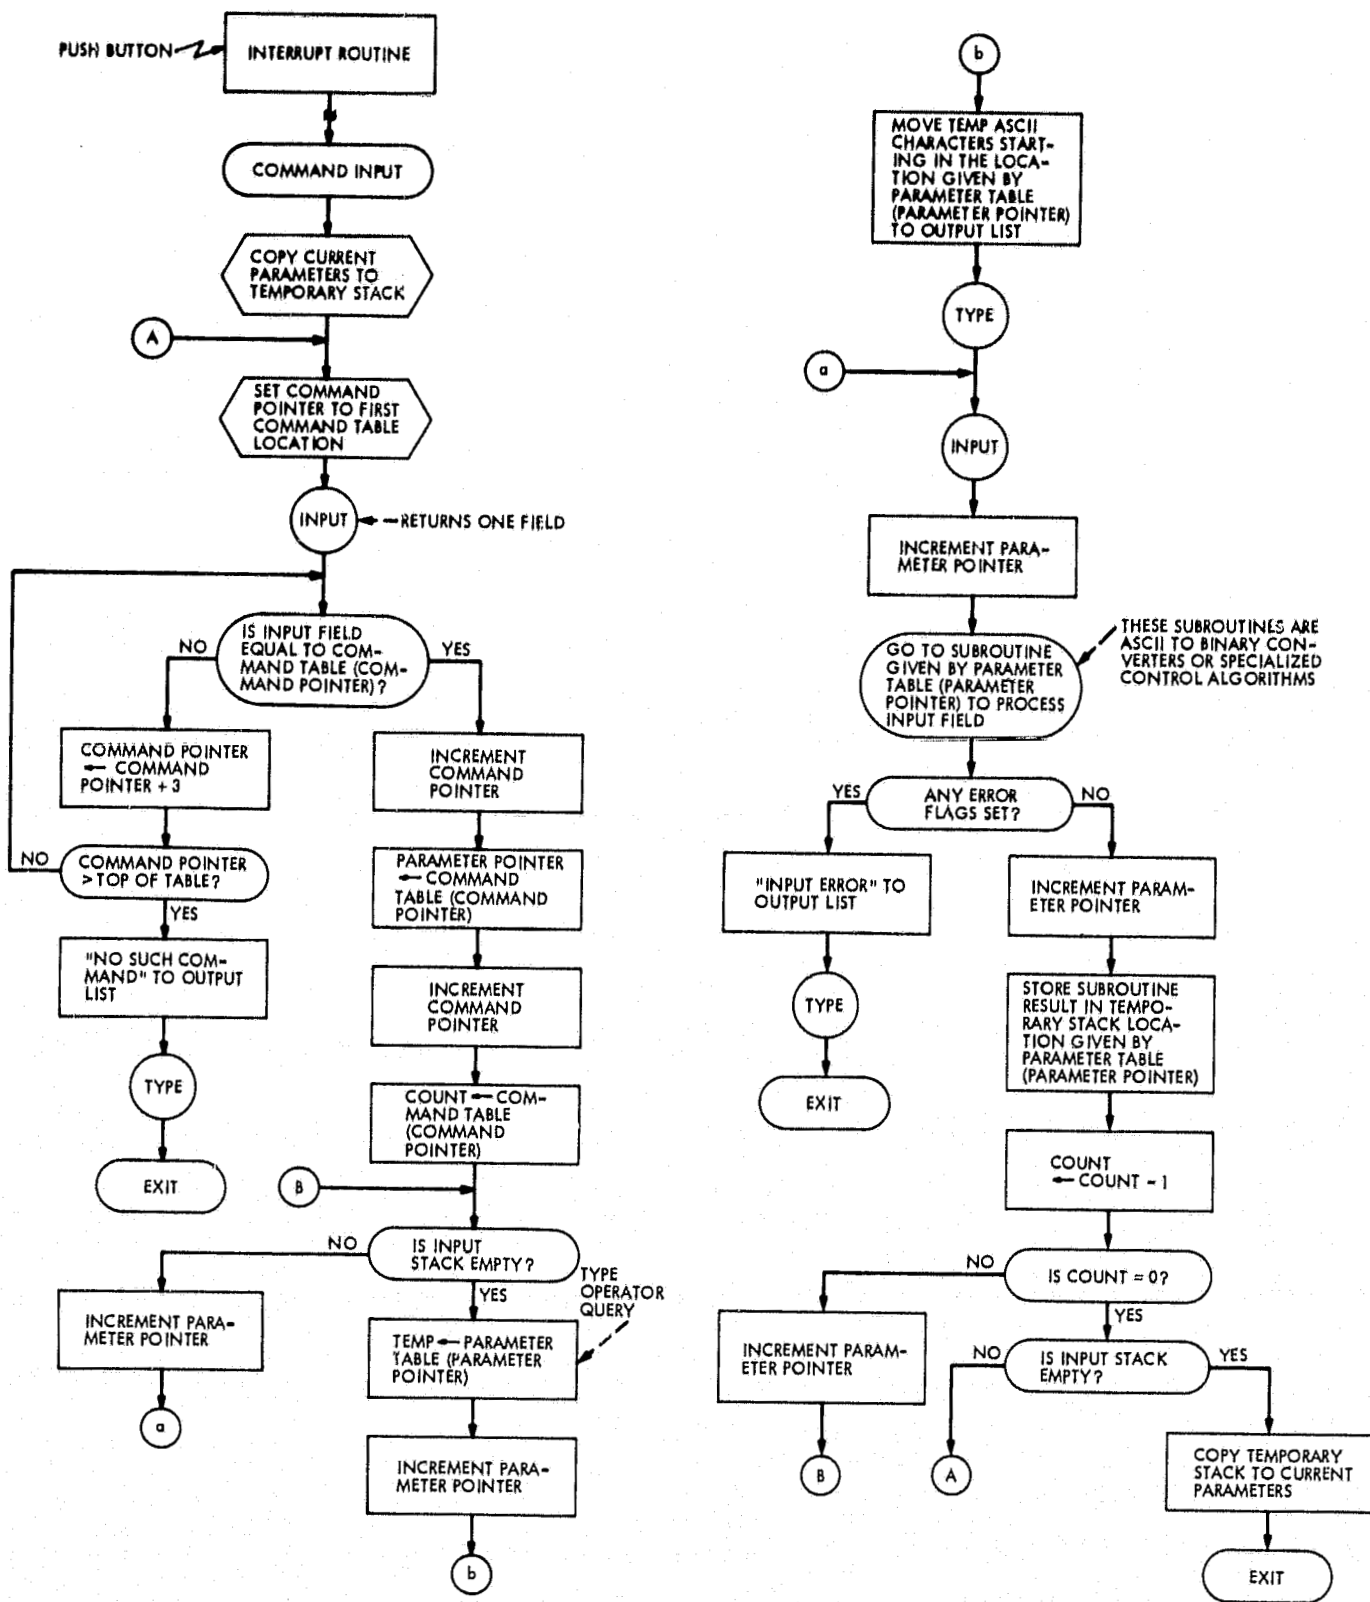 PUSH BUTTON
INTERRUPT ROUTINE
COMMAND INPUT
COPY CURRENT
PARAMETERS TO
TEMPORARY STACK
A
SET COMMAND
POINTER TO FIRST
COMMAND TABLE
LOCATION
INPUT
RETURNS ONE FIELD
IS INPUT FIELD
EQUAL TO COM-
MAND TABLE (COM-
MAND POINTER)?
NO
YES
COMMAND POINTER
← COMMAND
POINTER + 3
COMMAND POINTER
> TOP OF TABLE?
NO
YES
"NO SUCH COM-
MAND" TO OUTPUT
LIST
TYPE
EXIT
INCREMENT
COMMAND
POINTER
PARAMETER POINTER
← COMMAND
TABLE (COMMAND
POINTER)
INCREMENT
COMMAND
POINTER
COUNT ← COM-
MAND TABLE
(COMMAND
POINTER)
B
IS INPUT
STACK EMPTY?
NO
YES
INCREMENT PARA-
METER POINTER
a
TYPE
OPERATOR
QUERY
TEMP ← PARAMETER
TABLE (PARAMETER
POINTER)
INCREMENT PARA-
METER POINTER
b
b
MOVE TEMP ASCII
CHARACTERS START-
ING IN THE LOCA-
TION GIVEN BY
PARAMETER TABLE
(PARAMETER POINTER)
TO OUTPUT LIST
TYPE
a
INPUT
INCREMENT PARA-
METER POINTER
GO TO SUBROUTINE
GIVEN BY PARAMETER
TABLE (PARAMETER
POINTER) TO PROCESS
INPUT FIELD
THESE SUBROUTINES ARE
ASCII TO BINARY CON-
VERTERS OR SPECIALIZED
CONTROL ALGORITHMS
ANY ERROR
FLAGS SET?
YES
NO
"INPUT ERROR" TO
OUTPUT LIST
TYPE
EXIT
INCREMENT PARAM-
ETER POINTER
STORE SUBROUTINE
RESULT IN TEMPO-
RARY STACK LOCA-
TION GIVEN BY
PARAMETER TABLE
(PARAMETER POINTER)
COUNT
← COUNT - 1
IS COUNT = 0?
NO
YES
INCREMENT PARAM-
ETER POINTER
B
IS INPUT STACK
EMPTY?
NO
YES
A
COPY TEMPORARY
STACK TO CURRENT
PARAMETERS
EXIT